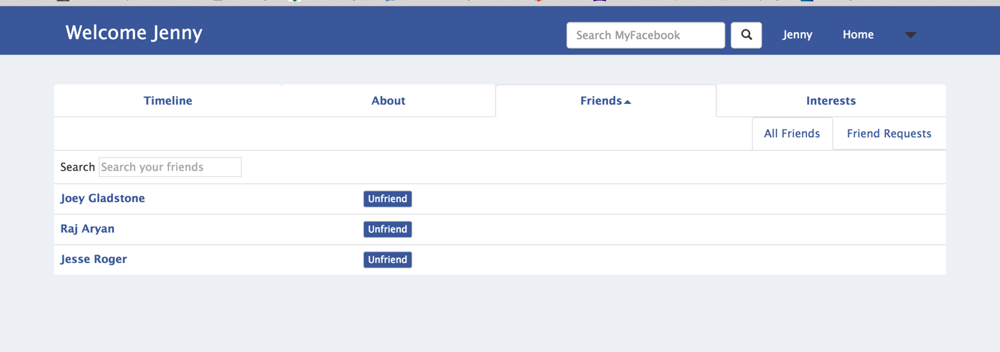 Welcome Jenny
Search MyFacebook
Jenny
Home
Timeline
About
Friends
Interests
All Friends
Friend Requests
Search
Search your friends
Joey Gladstone
Unfriend
Raj Aryan
Unfriend
Jesse Roger
Unfriend